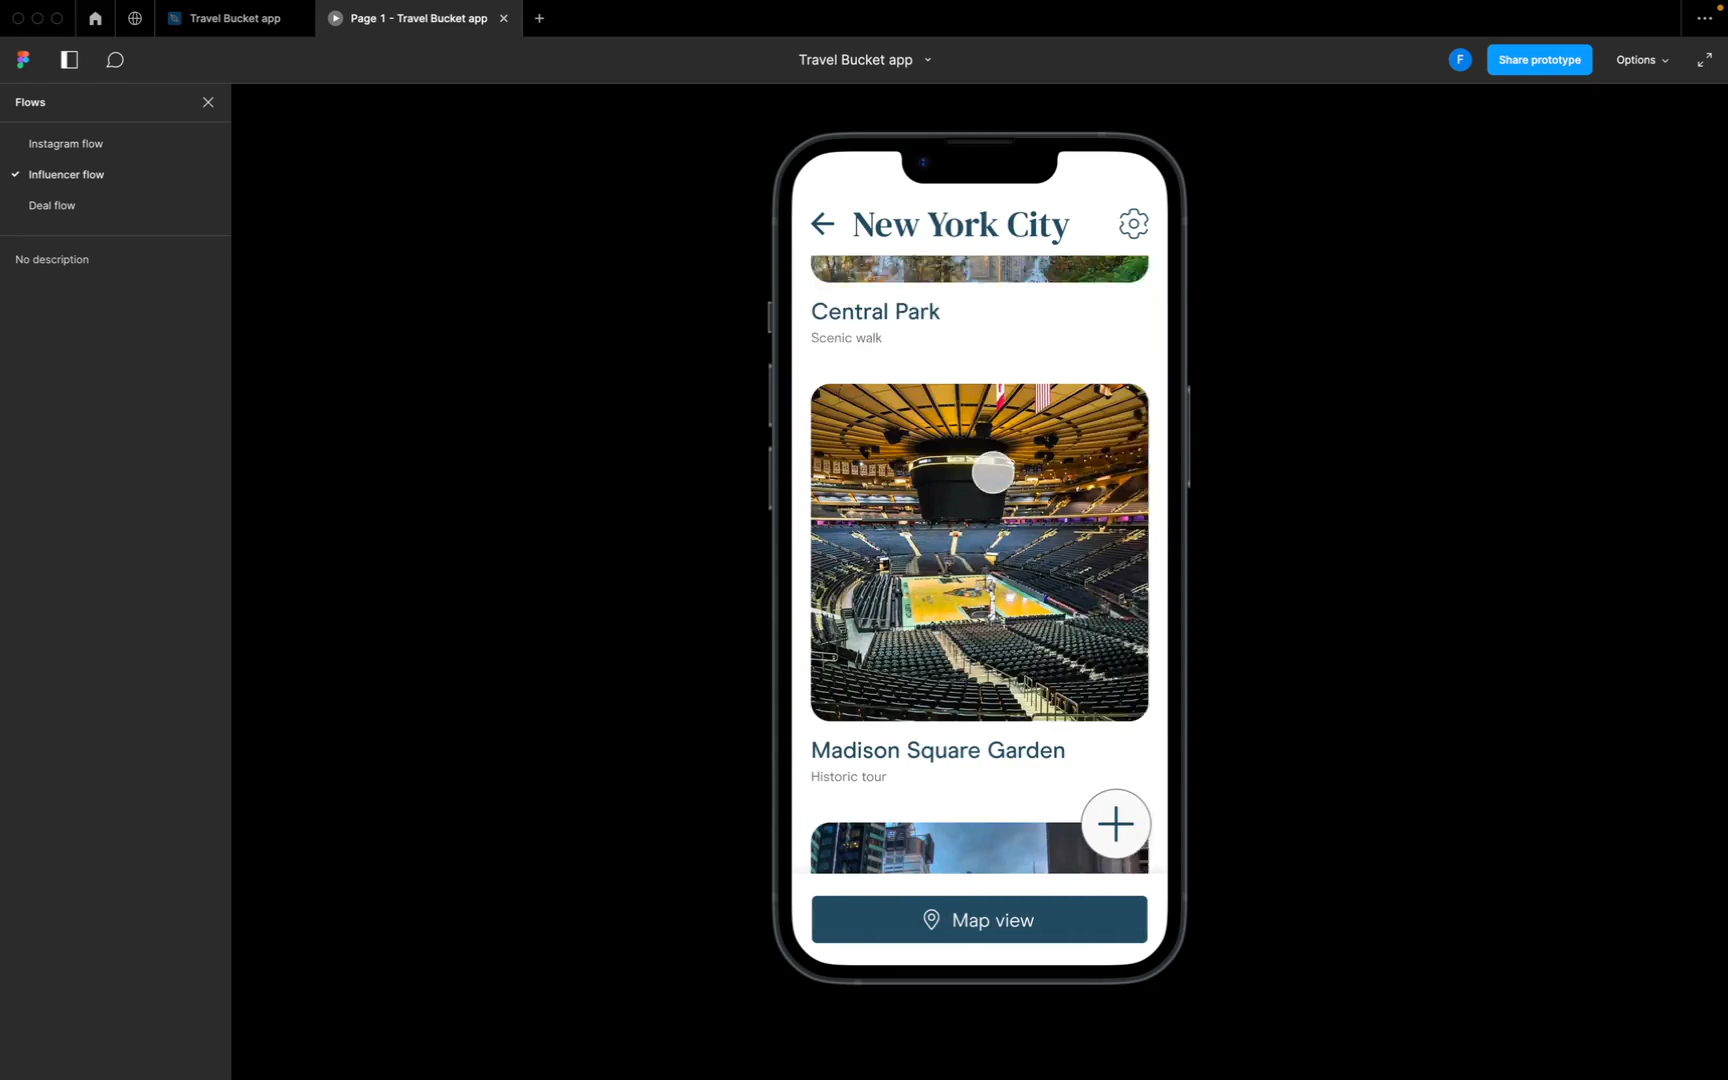 Travel Bucket app
Page 1 - Travel Bucket app
Travel Bucket app
F
Share prototype
Options
Flows
Instagram flow
Influencer flow
Deal flow
No description
New York City
Central Park
Scenic walk
Madison Square Garden
Historic tour
Map view